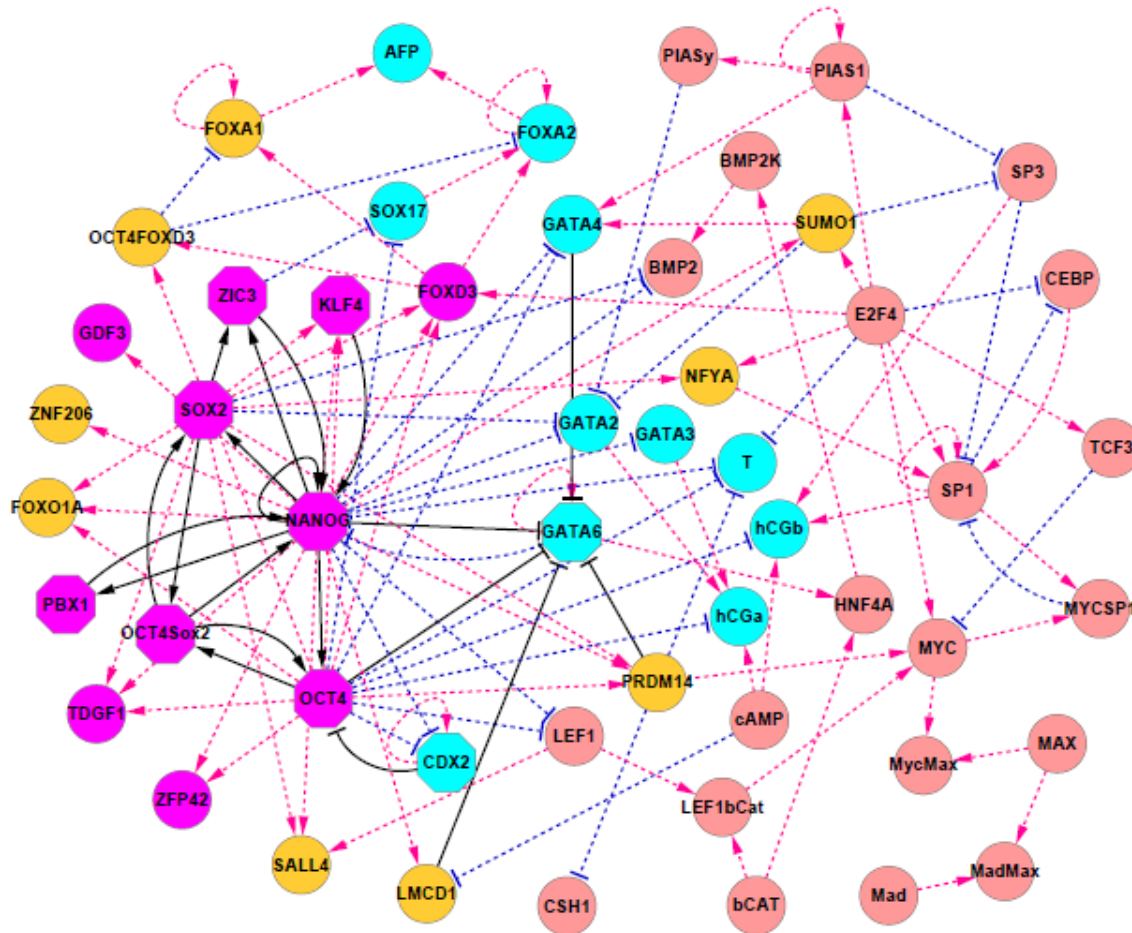 AFP
PIASy
PIAS1
FOXA1
FOXA2
BMP2K
SP3
SOX17
OCT4FOXD3
GATA4
SUMO1
BMP2
CEBP
ZIC3
KLF4
FOXD3
E2F4
GDF3
NFYA
SOX2
ZNF206
GATA2
GATA3
T
TCF3
SP1
FOXO1A
NANOG
GATA6
hCGb
PBX1
OCT4Sox2
hCGa
HNF4A
MYCSP1
MYC
OCT4
PRDM14
TDGF1
cAMP
LEF1
CDX2
MycMax
MAX
ZFP42
LEF1bCat
SALL4
LMCD1
CSH1
bCAT
Mad
MadMax